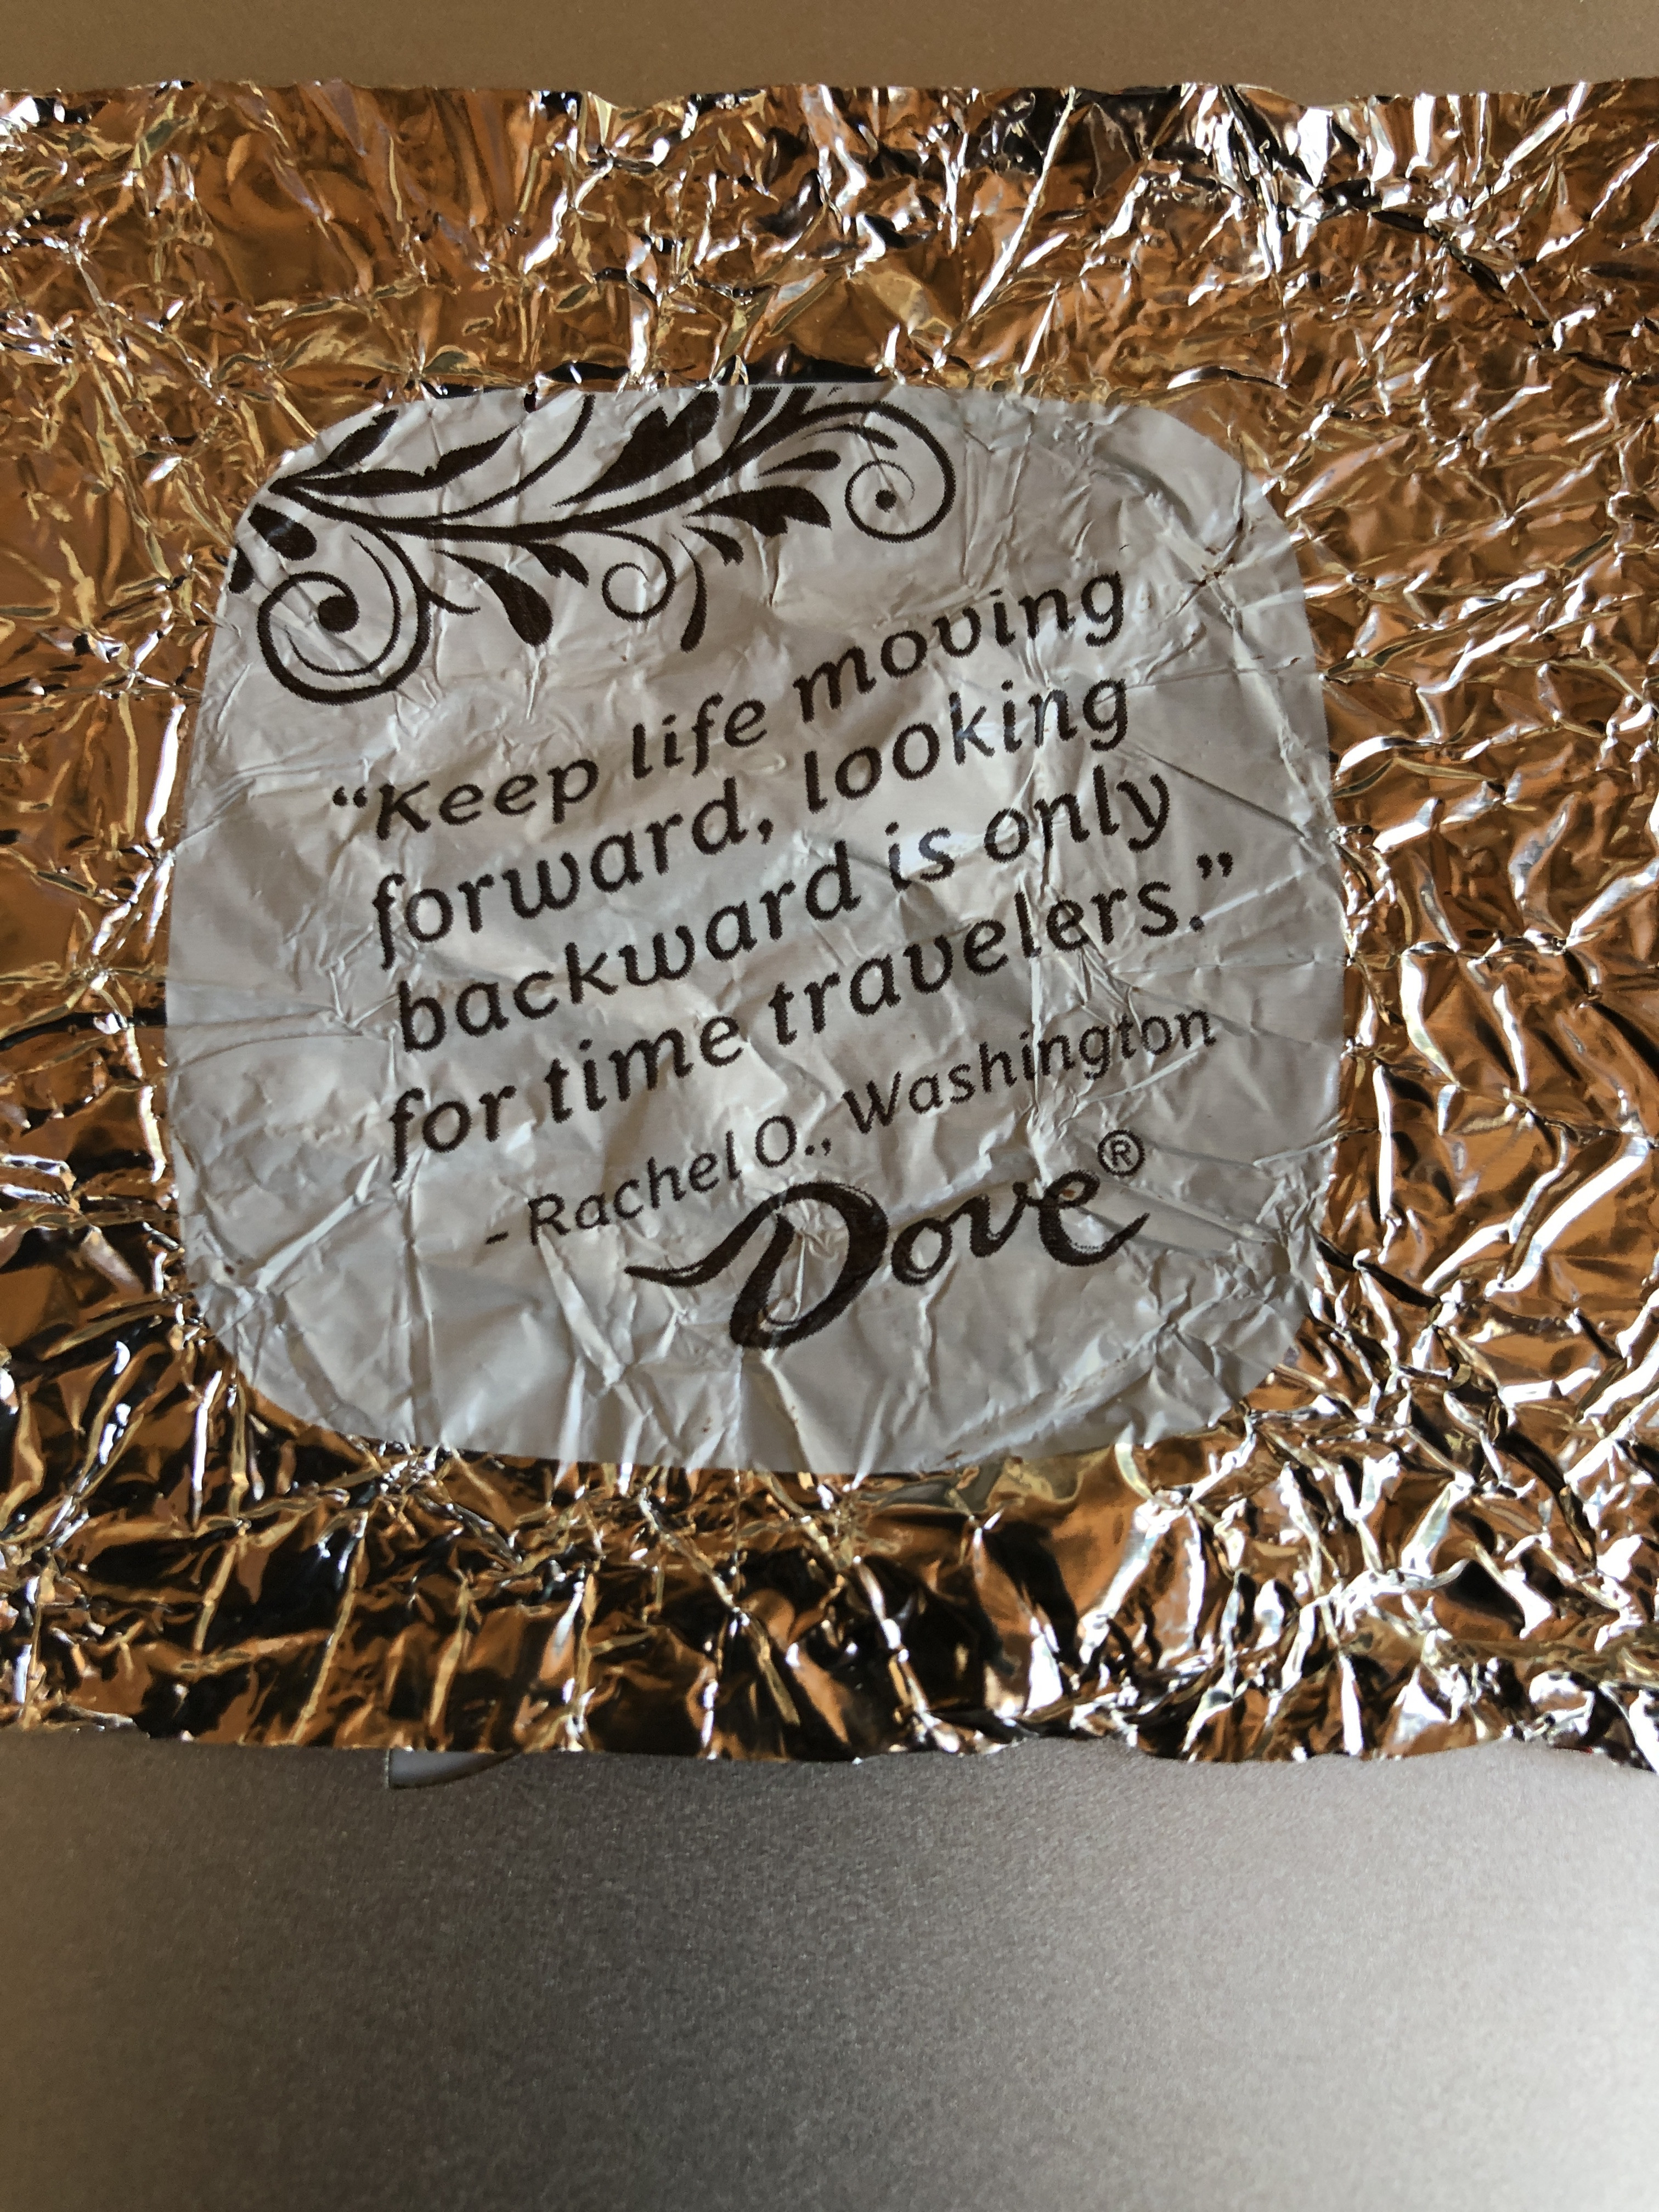 “Keep life moving
forward, looking
backward is only
for time travelers.”
- Rachel O., Washington
Dove®